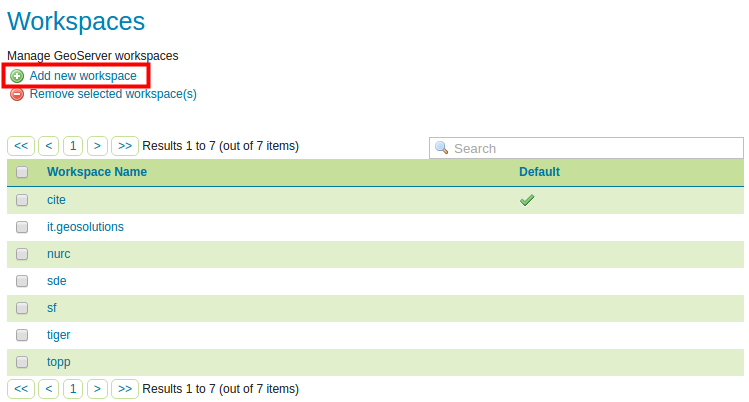 Workspaces
Manage GeoServer workspaces
Add new workspace
Remove selected workspace(s)
<< < 1 > >> Results 1 to 7 (out of 7 items) Search
Workspace Name Default
cite
it.geosolutions
nurc
sde
sf
tiger
topp
<< < 1 > >> Results 1 to 7 (out of 7 items)